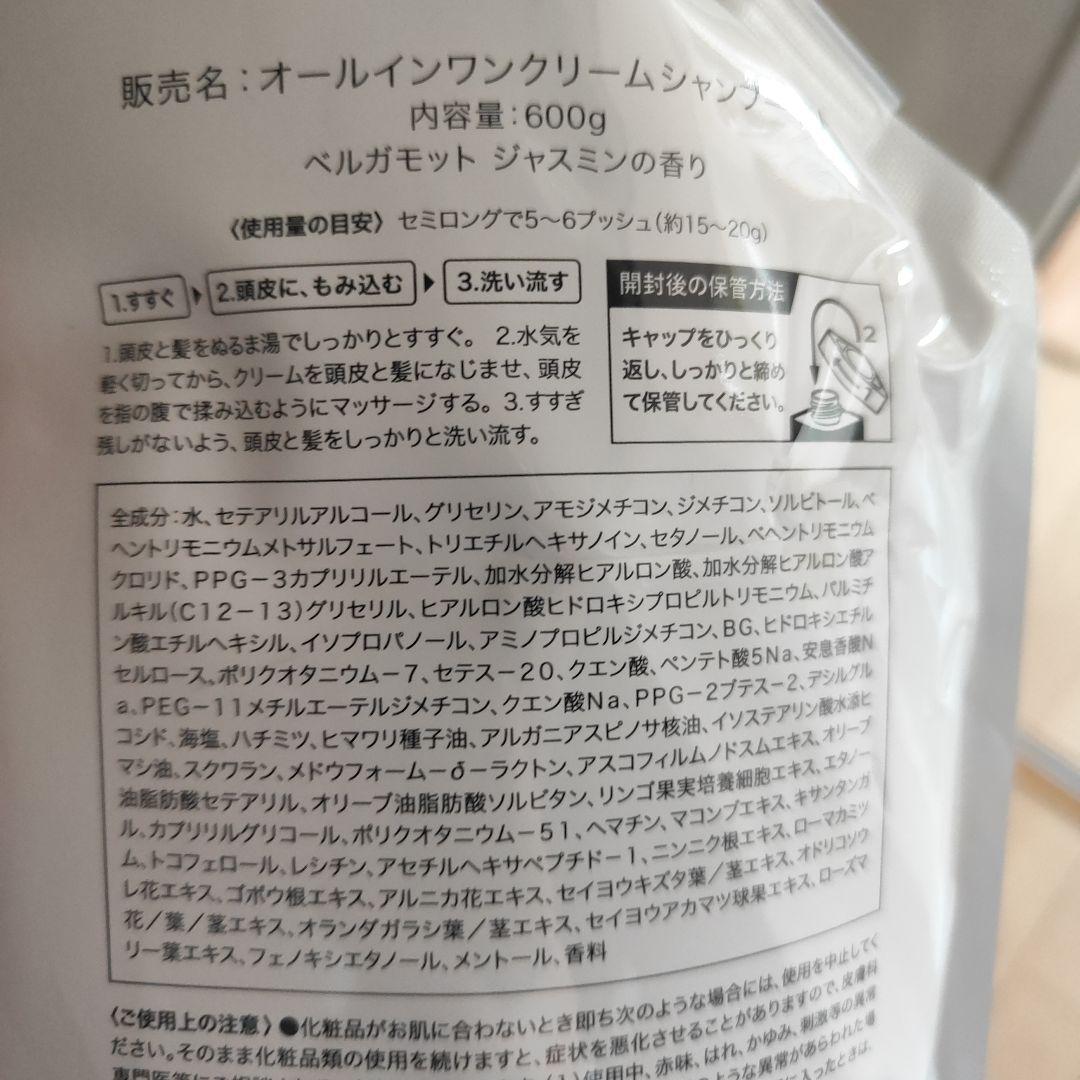 販売名:オールインワンクリームシャンプー
内容量:600g
ベルガモット ジャスミンの香り
〈使用量の目安〉セミロングで5〜6プッシュ(約15〜20g)
1.すすぐ ▶ 2.頭皮に、もみ込む ▶ 3.洗い流す
1.頭皮と髪をぬるま湯でしっかりとすすぐ。 2.水気を
軽く切ってから、クリームを頭皮と髪になじませ、頭皮
を指の腹で揉み込むようにマッサージする。3.すすぎ
残しがないよう、頭皮と髪をしっかりと洗い流す。
開封後の保管方法
キャップをひっくり
返し、しっかりと締め
て保管してください。
2
全成分:水、セテアリルアルコール、グリセリン、アモジメチコン、ジメチコン、ソルビトール、ベ
ヘントリモニウムメトサルフェート、トリエチルヘキサノイン、セタノール、ベヘントリモニウム
クロリド、PPG-3カプリリルエーテル、加水分解ヒアルロン酸、加水分解ヒアルロン酸ア
ルキル(C12-13)グリセリル、ヒアルロン酸ヒドロキシプロピルトリモニウム、パルミチ
ン酸エチルヘキシル、イソプロパノール、アミノプロピルジメチコン、BG、ヒドロキシエチル
セルロース、ポリクオタニウム-7、セテス-20、クエン酸、ペンテト酸5Na、安息香酸N
a、PEG-11メチルエーテルジメチコン、クエン酸Na、PPG-2ブテス-2、デシルグル
コシド、海塩、ハチミツ、ヒマワリ種子油、アルガニアスピノサ核油、イソステアリン酸水添ヒ
マシ油、スクワラン、メドウフォーム-δ-ラクトン、アスコフィルムノドスムエキス、オリーブ
油脂肪酸セテアリル、オリーブ油脂肪酸ソルビタン、リンゴ果実培養細胞エキス、エタノー
ル、カプリリルグリコール、ポリクオタニウム-51、ヘマチン、マコンブエキス、キサンタンガ
ム、トコフェロール、レシチン、アセチルヘキサペプチド-1、ニンニク根エキス、ローマカミツ
レ花エキス、ゴボウ根エキス、アルニカ花エキス、セイヨウキズタ葉/茎エキス、オドリコソウ
花/葉/茎エキス、オランダガラシ葉/茎エキス、セイヨウアカマツ球果エキス、ローズマ
リー葉エキス、フェノキシエタノール、メントール、香料
〈ご使用上の注意〉●化粧品がお肌に合わないとき即ち次のような場合には、使用を中止してく
ださい。そのまま化粧品類の使用を続けますと、症状を悪化させることがありますので、皮膚科
使用中、赤味、はれ、かゆみ、刺激等の異常
ような異常があらわれた場
に入ったときは、